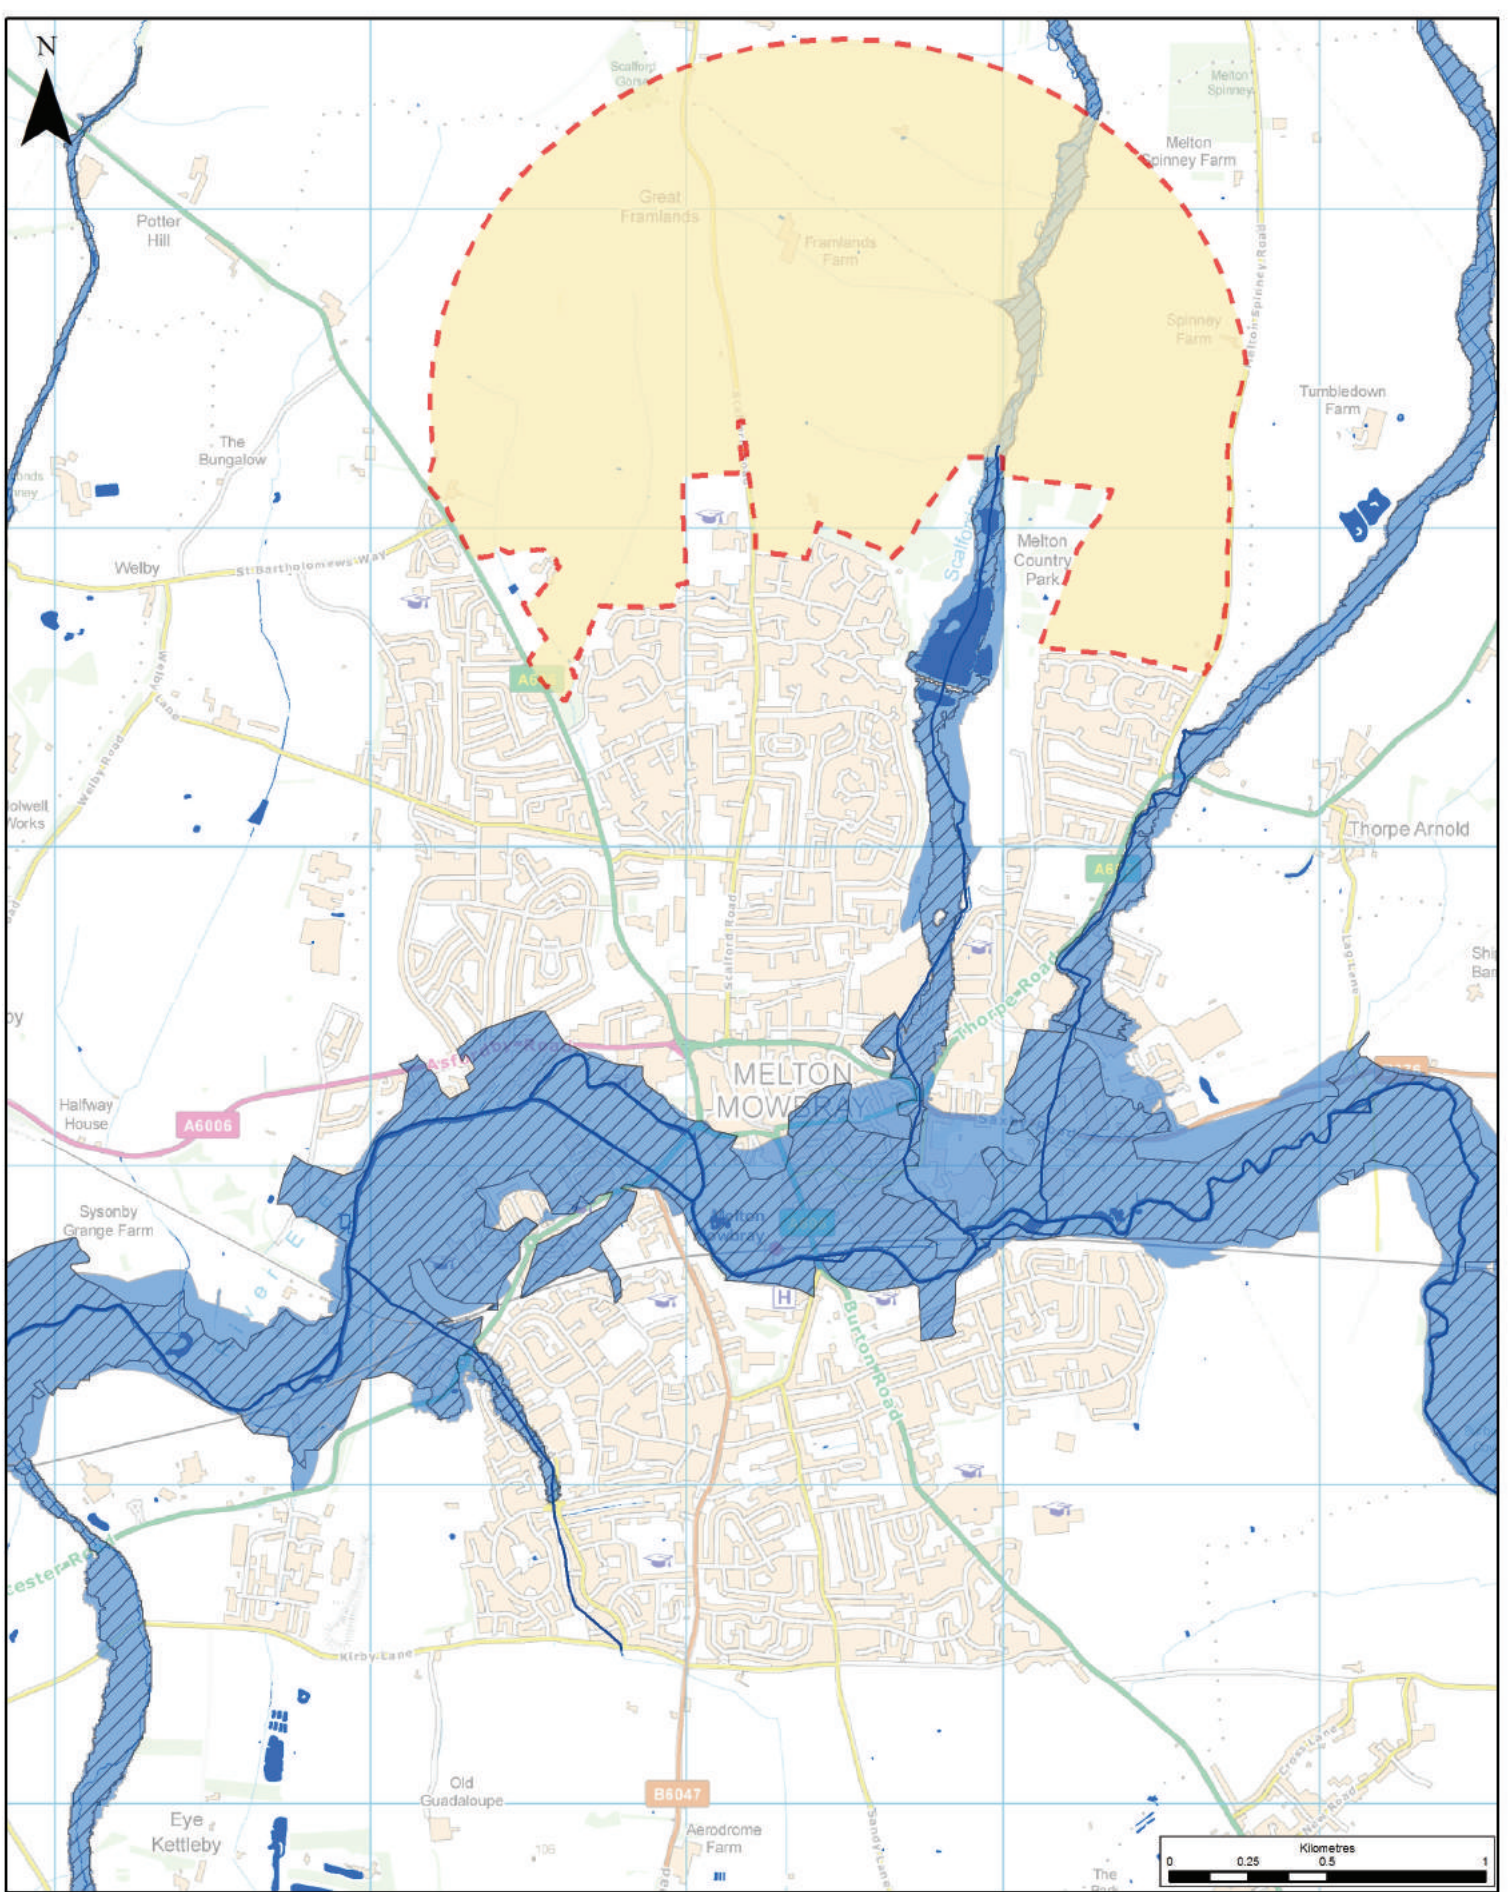 N
Scalford
Gorse
Melton
Spinney
Melton
Spinney Farm
Great
Framlands
Potter
Hill
Framlands
Farm
Melton Spinney Road
Spinney
Farm
Tumbledown
Farm
The
Bungalow
Melton
Country
Park
Welby
St Bartholomews Way
Welby
Lane
Welby Road
Works
Thorpe Arnold
Scalford Road
Lag Lane
Thorpe Road
Asfordby Road
MELTON
MOWBRAY
Halfway
House
A6006
Saxby Road
Sysonby
Grange Farm
Melton
Mowbray
H
Burton Road
Kirby Lane
Old
Guadaloupe
Eye
Kettleby
B6047
Aerodrome
Farm
106
Sandy Lane
Cross Lane
New Road
The
Park
Kilometres
0 0.25 0.5 1